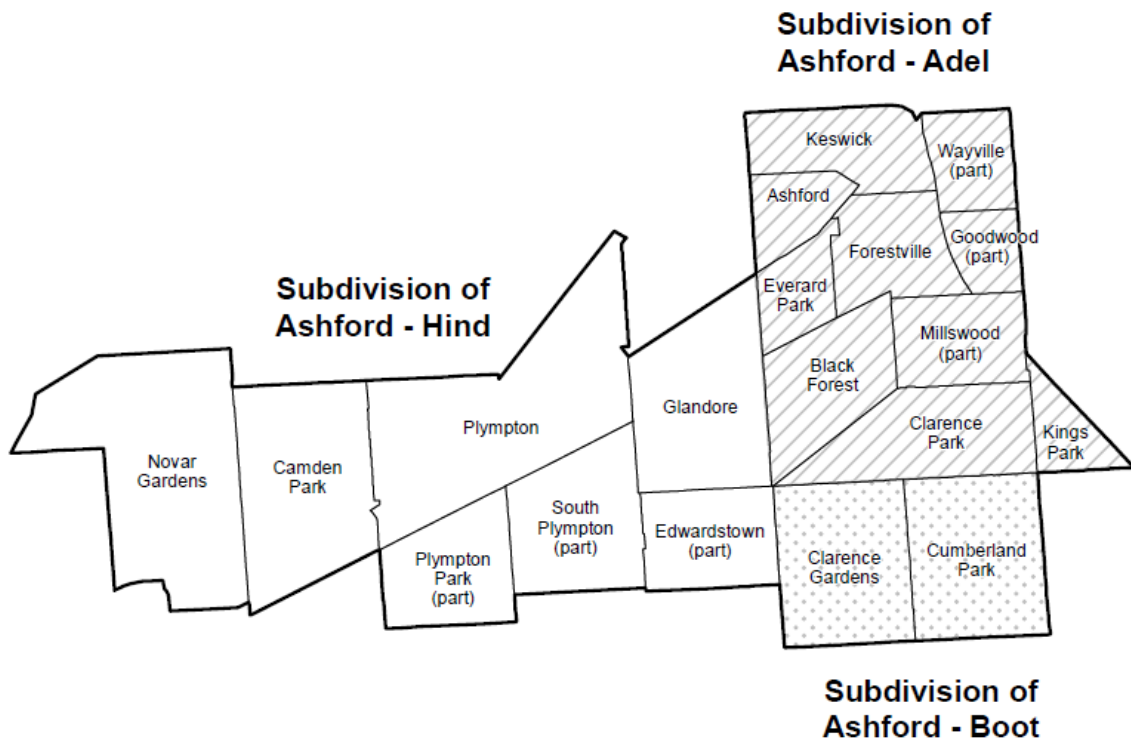 Subdivision of
Ashford - Adel
Keswick
Wayville
(part)
Ashford
Forestville
Goodwood
(part)
Everard
Park
Subdivision of
Ashford - Hind
Millswood
(part)
Black
Forest
Glandore
Plympton
Clarence
Park
Kings
Park
Novar
Gardens
Camden
Park
South
Plympton
(part)
Edwardstown
(part)
Plympton
Park
(part)
Clarence
Gardens
Cumberland
Park
Subdivision of
Ashford - Boot